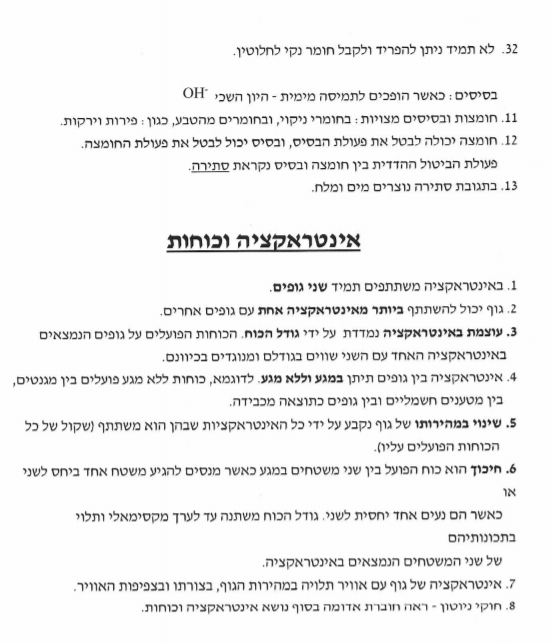 32. לא תמיד ניתן להפריד ולקבל חומר נקי לחלוטין.
בסיסים : כאשר הופכים לתמיסה מימית - היון השכי OH-
11. חומצות ובסיסים מצויות : בחומרי ניקוי, ובחומרים מהטבע, כגון : פירות וירקות.
12. חומצה יכולה לבטל את פעולת הבסיס, ובסיס יכול לבטל את פעולת החומצה.
פעולת הביטול ההדדית בין חומצה ובסיס נקראת סתירה.
13. בתגובת סתירה נוצרים מים ומלח.
אינטראקציה וכוחות
1. באינטראקציה משתתפים תמיד שני גופים.
2. גוף יכול להשתתף ביותר מאינטראקציה אחת עם גופים אחרים.
3. עוצמת באינטראקציה נמדדת על ידי גודל הכוח. הכוחות הפועלים על גופים הנמצאים
באינטראקציה האחד עם השני שווים בגודלם ומנוגדים בכיוונם.
4. אינטראקציה בין גופים תיתן במגע וללא מגע. לדוגמא, כוחות ללא מגע פועלים בין מגנטים,
בין מטענים חשמליים ובין גופים כתוצאה מכבידה.
5. שינוי במהירותו של גוף נקבע על ידי כל האינטראקציות שבהן הוא משתתף (שקול של כל
הכוחות הפועלים עליו).
6. חיכוך הוא כוח הפועל בין שני משטחים במגע כאשר מנסים להגיע משטח אחד ביחס לשני
או
כאשר הם נעים אחד יחסית לשני. גודל הכוח משתנה עד לערך מקסימאלי ותלוי
בתכונותיהם
של שני המשטחים הנמצאים באינטראקציה.
7. אינטראקציה של גוף עם אוויר תלויה במהירות הגוף, בצורתו ובצפיפות האוויר.
8. חוקי ניוטון - ראה חוברת אדומה בסוף נושא אינטראקציה וכוחות.